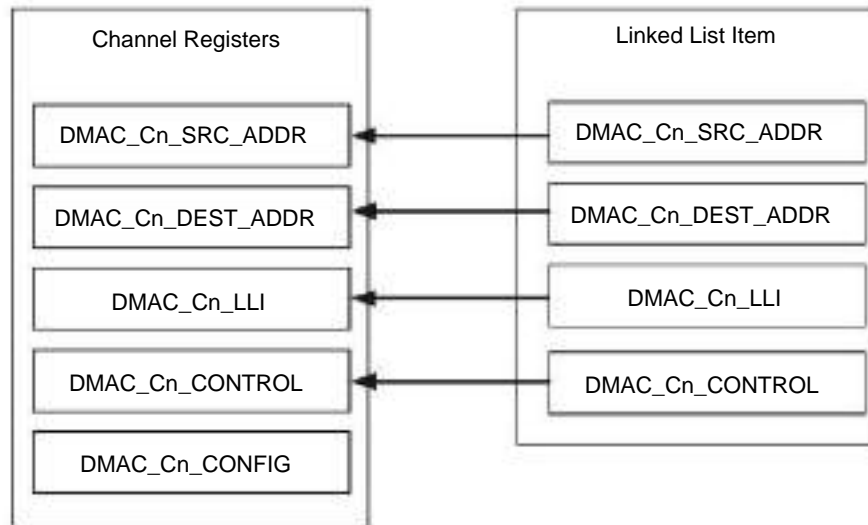 Channel Registers
DMAC_Cn_SRC_ADDR
DMAC_Cn_DEST_ADDR
DMAC_Cn_LLI
DMAC_Cn_CONTROL
DMAC_Cn_CONFIG
Linked List Item
DMAC_Cn_SRC_ADDR
DMAC_Cn_DEST_ADDR
DMAC_Cn_LLI
DMAC_Cn_CONTROL